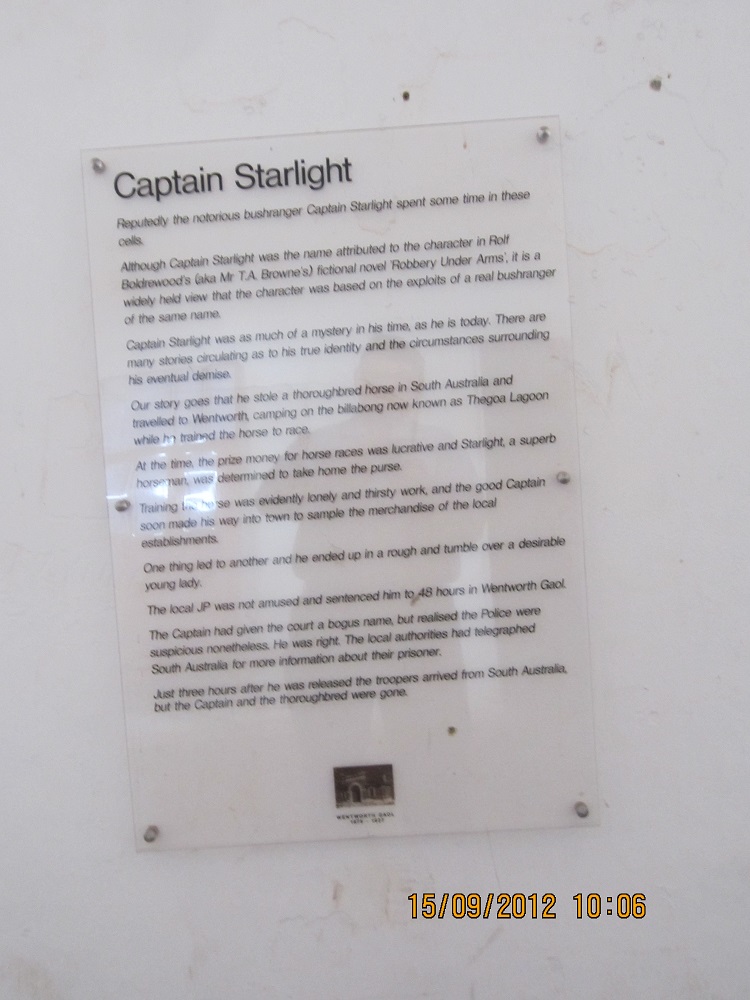 Captain Starlight
Reputedly the notorious bushranger Captain Starlight spent some time in these
cells.
Although Captain Starlight was the name attributed to the character in Rolf
Boldrewood's (aka Mr T.A. Browne's) fictional novel 'Robbery Under Arms', it is a
widely held view that the character was based on the exploits of a real bushranger
of the same name.
Captain Starlight was as much of a mystery in his time, as he is today. There are
many stories circulating as to his true identity and the circumstances surrounding
his eventual demise.
Our story goes that he stole a thoroughbred horse in South Australia and
travelled to Wentworth, camping on the billabong now known as Thegoa Lagoon
while he trained the horse to race.
At the time, the prize money for horse races was lucrative and Starlight, a superb
horseman, was determined to take home the purse.
Training the horse was evidently lonely and thirsty work, and the good Captain
soon made his way into town to sample the merchandise of the local
establishments.
One thing led to another and he ended up in a rough and tumble over a desirable
young lady.
The local JP was not amused and sentenced him to 48 hours in Wentworth Gaol.
The Captain had given the court a bogus name, but realised the Police were
suspicious nonetheless. He was right. The local authorities had telegraphed
South Australia for more information about their prisoner.
Just three hours after he was released the troopers arrived from South Australia,
but the Captain and the thoroughbred were gone.
WENTWORTH GAOL
15/09/2012 10:06